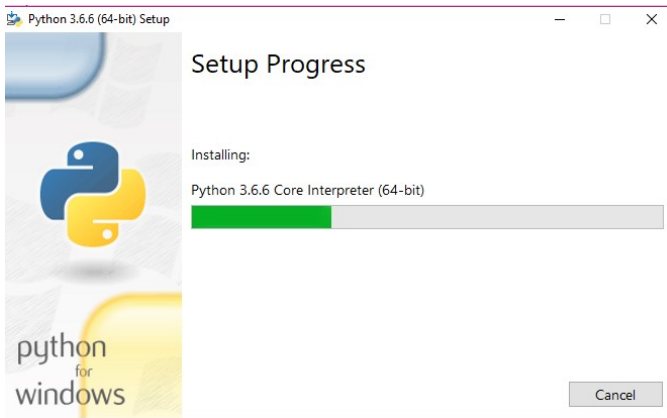 Python 3.6.6 (64-bit) Setup
Setup Progress
Installing:
Python 3.6.6 Core Interpreter (64-bit)
python
for
windows
Cancel